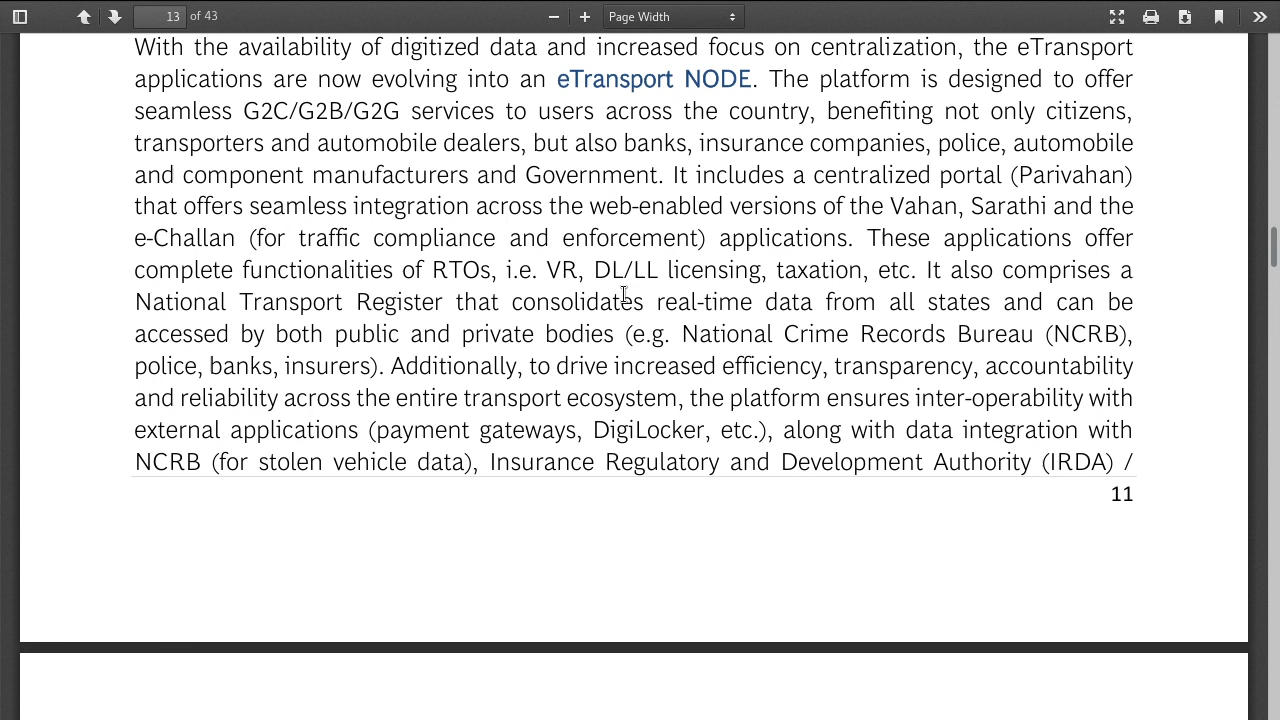 13 of 43
Page Width
With the availability of digitized data and increased focus on centralization, the eTransport
applications are now evolving into an eTransport NODE. The platform is designed to offer
seamless G2C/G2B/G2G services to users across the country, benefiting not only citizens,
transporters and automobile dealers, but also banks, insurance companies, police, automobile
and component manufacturers and Government. It includes a centralized portal (Parivahan)
that offers seamless integration across the web-enabled versions of the Vahan, Sarathi and the
e-Challan (for traffic compliance and enforcement) applications. These applications offer
complete functionalities of RTOs, i.e. VR, DL/LL licensing, taxation, etc. It also comprises a
National Transport Register that consolidates real-time data from all states and can be
accessed by both public and private bodies (e.g. National Crime Records Bureau (NCRB),
police, banks, insurers). Additionally, to drive increased efficiency, transparency, accountability
and reliability across the entire transport ecosystem, the platform ensures inter-operability with
external applications (payment gateways, DigiLocker, etc.), along with data integration with
NCRB (for stolen vehicle data), Insurance Regulatory and Development Authority (IRDA) /
11